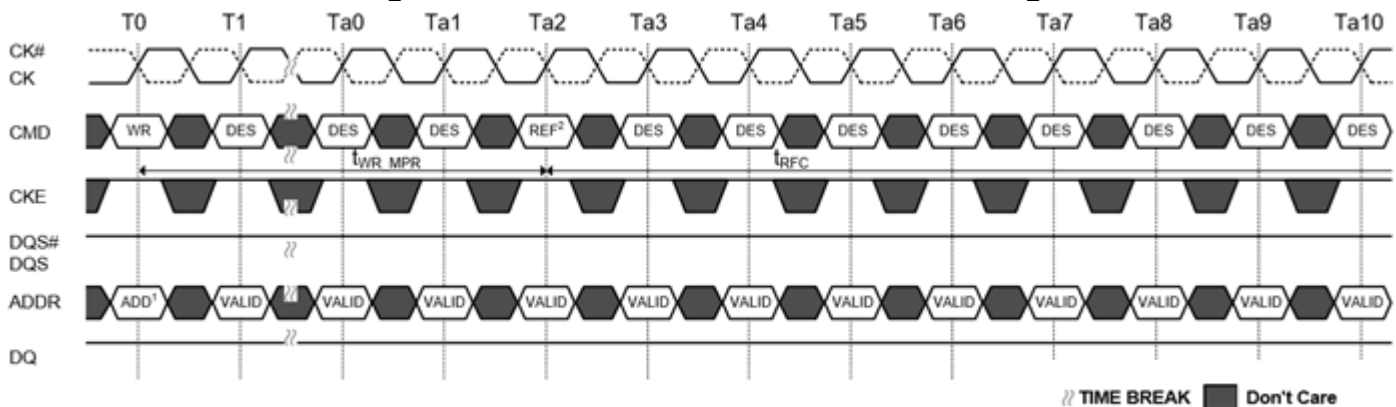 T0 T1 Ta0 Ta1 Ta2 Ta3 Ta4 Ta5 Ta6 Ta7 Ta8 Ta9 Ta10
CK#
CK
CMD WR DES DES DES REF² DES DES DES DES DES DES DES DES
tWR_MPR tRFC
CKE
DQS#
DQS
ADDR ADD¹ VALID VALID VALID VALID VALID VALID VALID VALID VALID VALID VALID VALID
DQ
TIME BREAK Don't Care